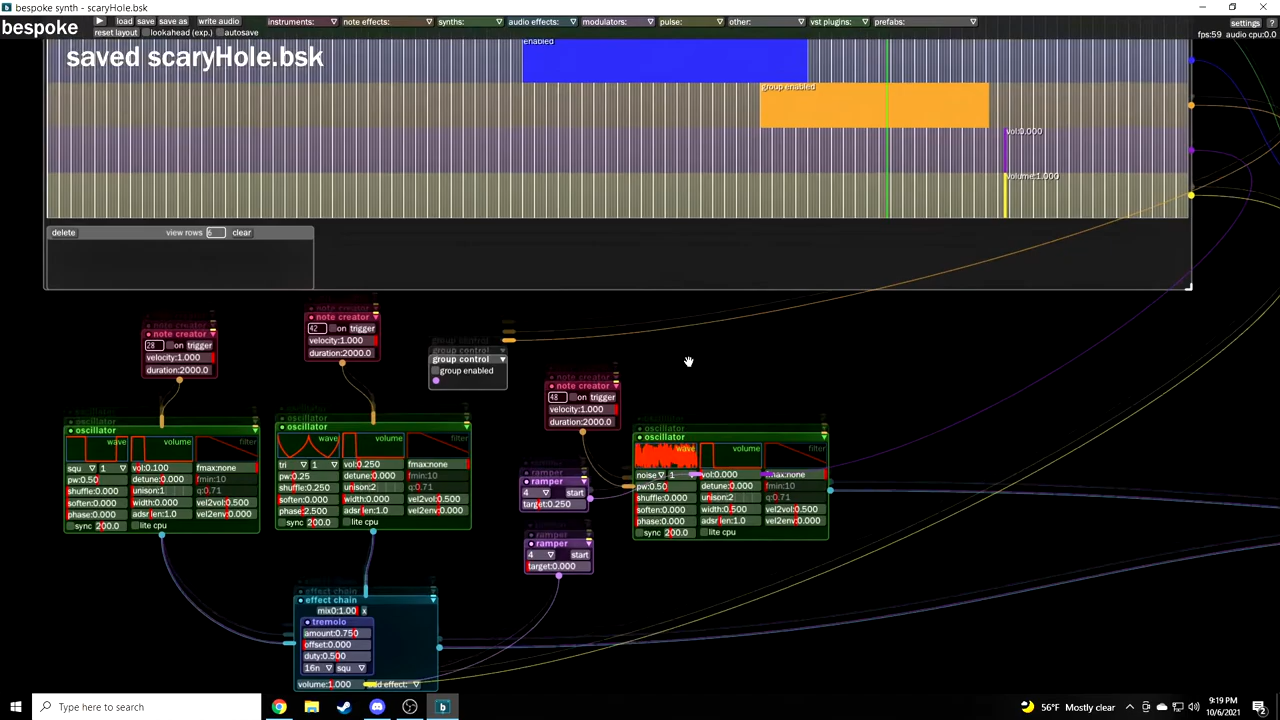 bespoke synth - scaryHole.bsk
bespoke
load save save as write audio
reset layout lookahead (exp.) autosave
instruments: note effects: synths: audio effects: modulators: pulse: other: vst plugins: prefabs:
settings ?
fps:59 audio cpu:0.0
saved scaryHole.bsk
enabled
group enabled
vol:0.000
volume:1.000
delete view rows 6 clear
note creator
28 on trigger
velocity:1.000
duration:2000.0
note creator
42 on trigger
velocity:1.000
duration:2000.0
group control
group enabled
note creator
48 on trigger
velocity:1.000
duration:2000.0
oscillator
wave volume filter
squ 1 vol:0.100 fmax:none
pw:0.50 detune:0.000 fmin:10
shuffle:0.000 unison:1 q:0.71
soften:0.000 width:0.000 vel2vol:0.500
phase:0.000 adsr len:1.0 vel2env:0.000
sync 200.0 lite cpu
oscillator
wave volume filter
tri 1 vol:0.250 fmax:none
pw:0.25 detune:0.000 fmin:10
shuffle:0.250 unison:2 q:0.71
soften:0.000 width:0.000 vel2vol:0.500
phase:2.500 adsr len:1.0 vel2env:0.000
sync 200.0 lite cpu
ramper
4 start
target:0.250
ramper
4 start
target:0.000
oscillator
wave volume filter
noise 1 vol:0.000 fmax:none
pw:0.50 detune:0.000 fmin:10
shuffle:0.000 unison:2 q:0.71
soften:0.000 width:0.500 vel2vol:0.500
phase:0.000 adsr len:1.0 vel2env:0.000
sync 200.0 lite cpu
effect chain
mix0:1.00 x
tremolo
amount:0.750
offset:0.000
duty:0.500
16n squ
volume:1.000 add effect:
Type here to search
56°F Mostly clear
9:19 PM
10/6/2021
2